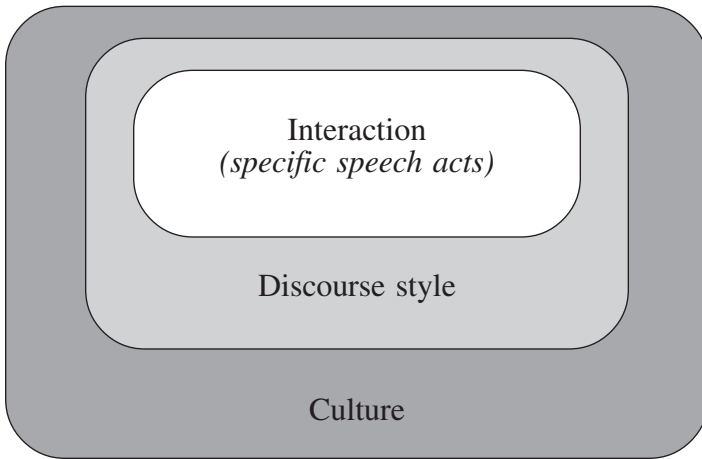 Interaction
(specific speech acts)
Discourse style
Culture